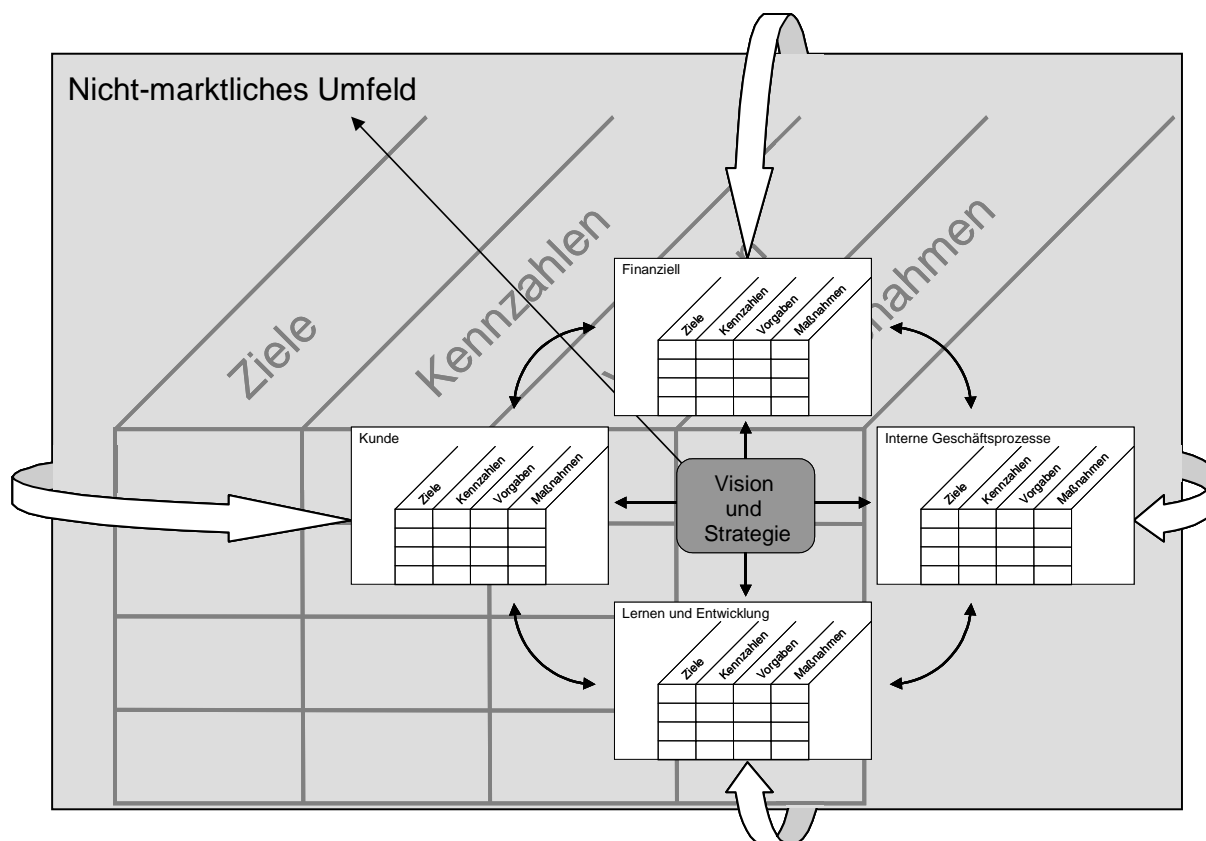 Nicht-marktliches Umfeld
Ziele
Kennzahlen
Finanziell
Ziele
Kennzahlen
Vorgaben
Maßnahmen
Kunde
Ziele
Kennzahlen
Vorgaben
Maßnahmen
Vision
und
Strategie
Interne Geschäftsprozesse
Ziele
Kennzahlen
Vorgaben
Maßnahmen
Lernen und Entwicklung
Ziele
Kennzahlen
Vorgaben
Maßnahmen